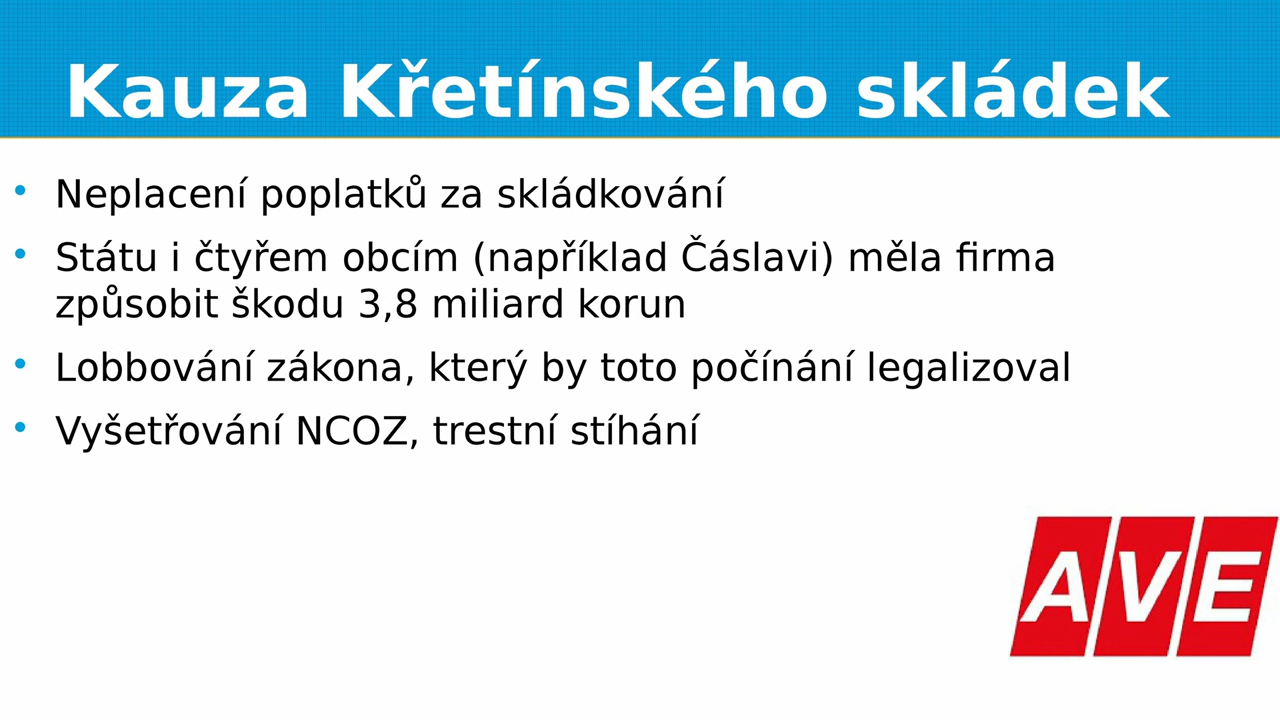 Kauza Křetínského skládek
• Neplacení poplatků za skládkování
• Státu i čtyřem obcím (například Čáslavi) měla firma
způsobit škodu 3,8 miliard korun
• Lobbování zákona, který by toto počínání legalizoval
• Vyšetřování NCOZ, trestní stíhání
AVE